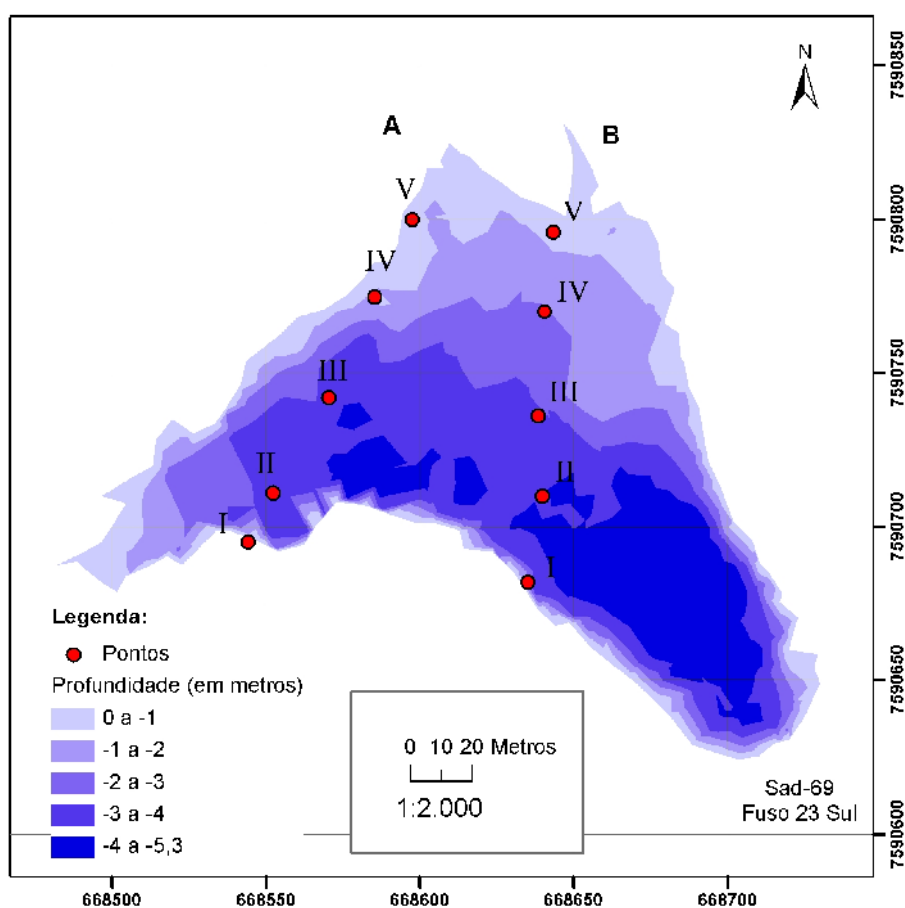 N
A
B
V
V
IV
IV
III
III
II
II
I
I
Legenda:
Pontos
Profundidade (em metros)
0 a -1
-1 a -2
-2 a -3
-3 a -4
-4 a -5,3
0 10 20 Metros
1:2.000
Sad-69
Fuso 23 Sul
7590850
7590800
7590750
7590700
7590650
7590600
668500 668550 668600 668650 668700